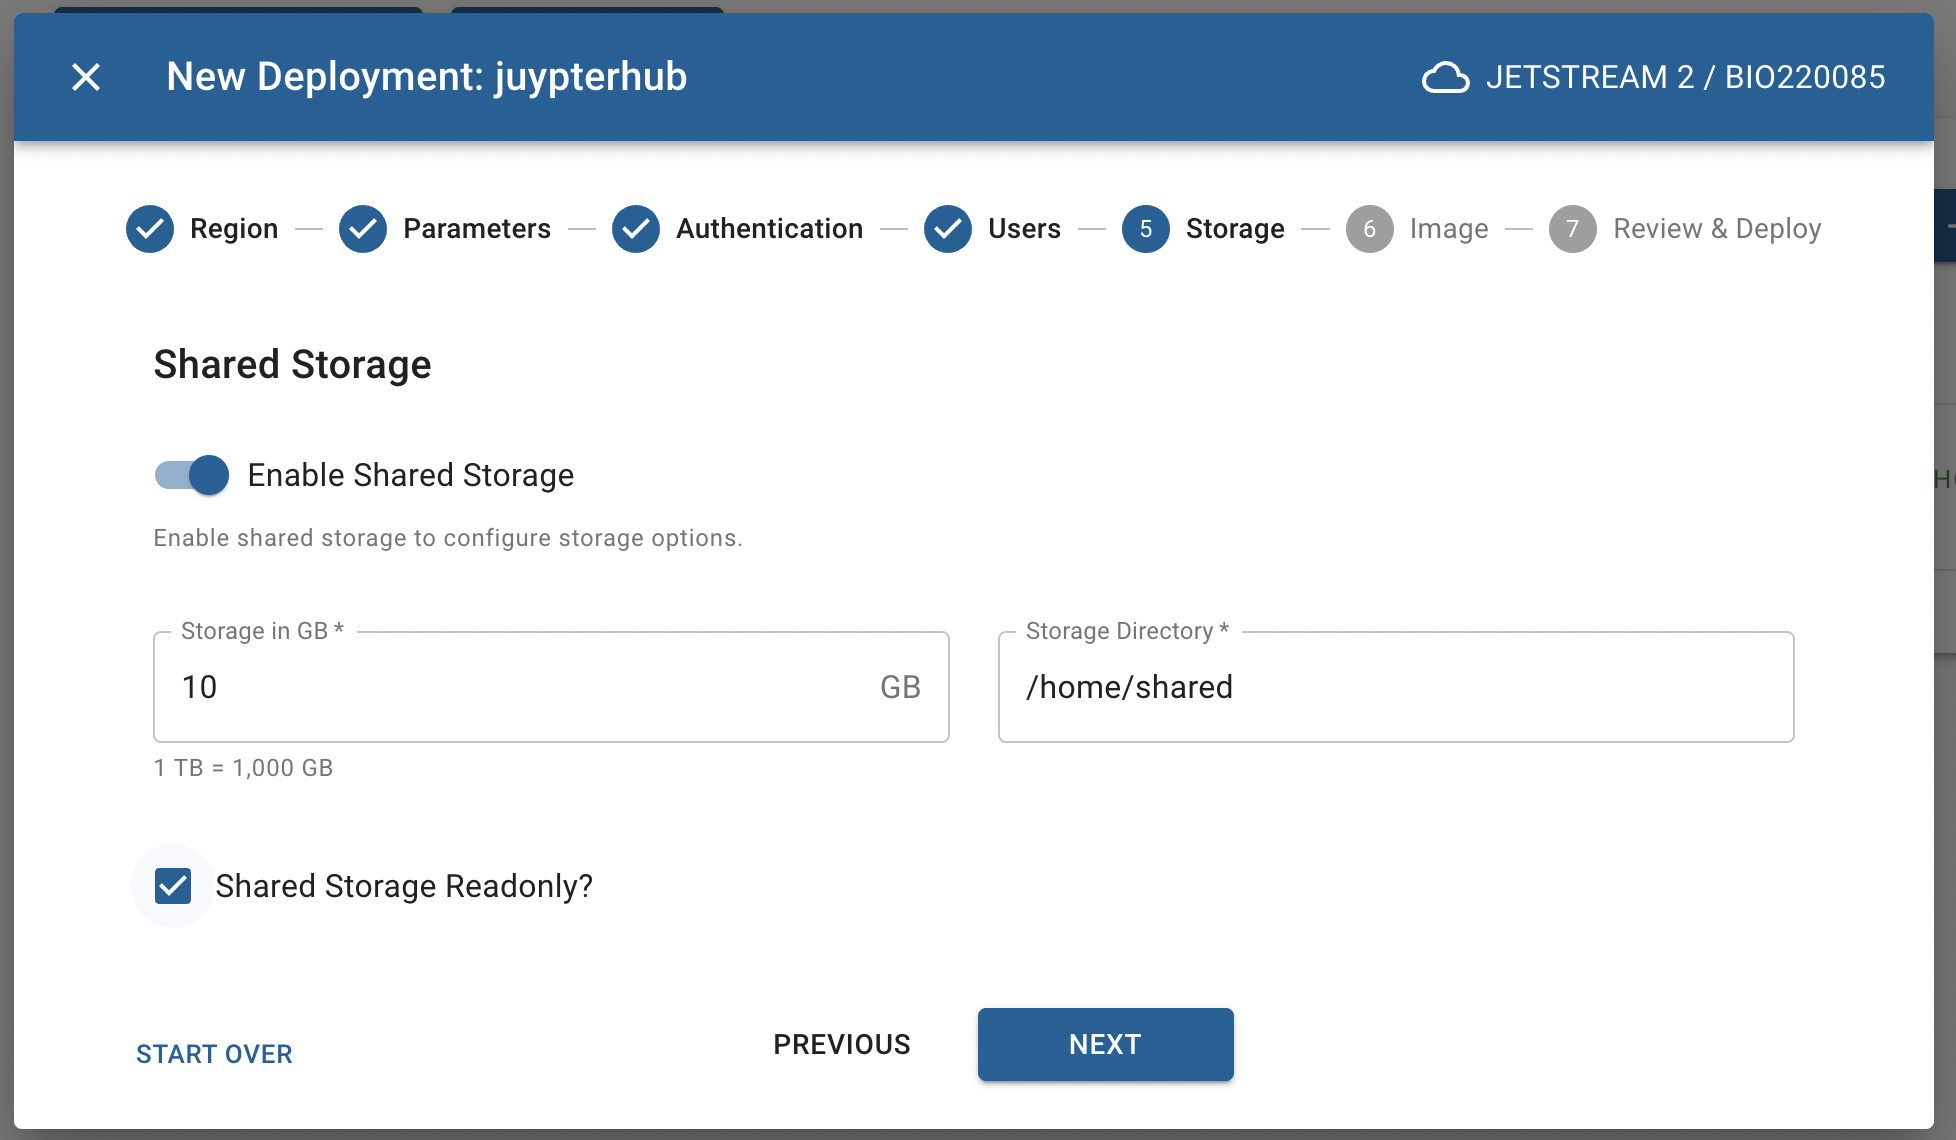 New Deployment: juypterhub
JETSTREAM 2 / BIO220085
Region
Parameters
Authentication
Users
5 Storage
6 Image
7 Review & Deploy
Shared Storage
Enable Shared Storage
Enable shared storage to configure storage options.
Storage in GB *
10 GB
1 TB = 1,000 GB
Storage Directory *
/home/shared
Shared Storage Readonly?
START OVER
PREVIOUS
NEXT